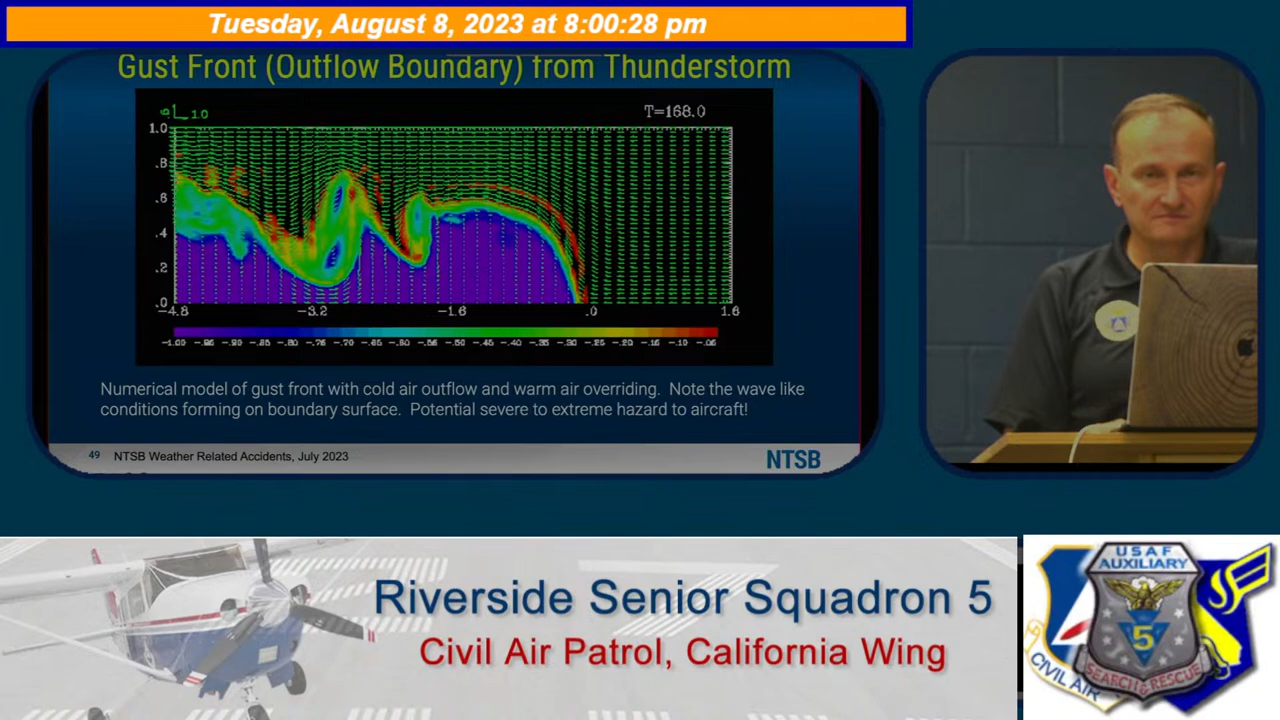 Tuesday, August 8, 2023 at 8:00:28 pm
Gust Front (Outflow Boundary) from Thunderstorm
1.0
T=168.0
1.0
.8
.6
.4
.2
.0
-4.8 -3.2 -1.6 .0 1.6
Numerical model of gust front with cold air outflow and warm air overriding. Note the wave like
conditions forming on boundary surface. Potential severe to extreme hazard to aircraft!
49 NTSB Weather Related Accidents, July 2023
NTSB
Riverside Senior Squadron 5
Civil Air Patrol, California Wing
USAF
AUXILIARY
5
SEARCH & RESCUE
CIVIL AIR